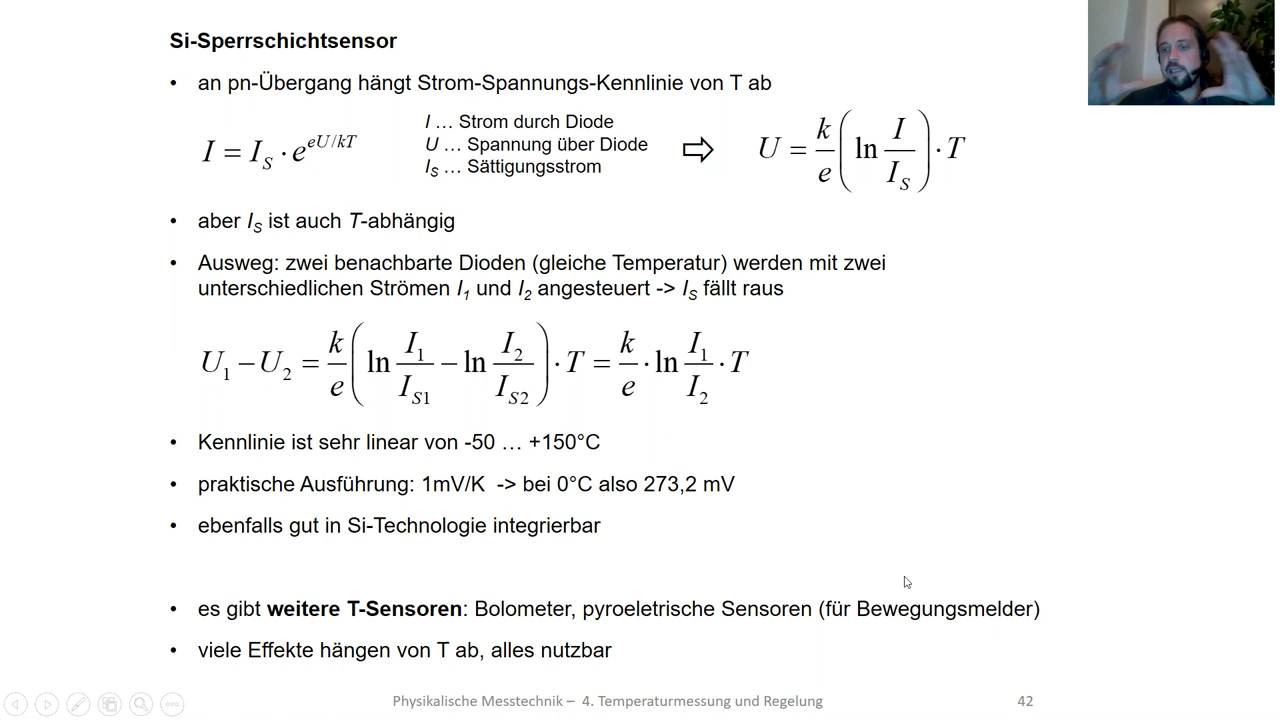 Si-Sperrschichtsensor
• an pn-Übergang hängt Strom-Spannungs-Kennlinie von T ab
I = I_S · e^{eU/kT}
I … Strom durch Diode
U … Spannung über Diode
I_S … Sättigungsstrom
⇨ U = k/e (ln I/I_S) · T
• aber I_S ist auch T-abhängig
• Ausweg: zwei benachbarte Dioden (gleiche Temperatur) werden mit zwei
unterschiedlichen Strömen I_1 und I_2 angesteuert -> I_S fällt raus
U_1 − U_2 = k/e (ln I_1/I_{S1} − ln I_2/I_{S2}) · T = k/e · ln I_1/I_2 · T
• Kennlinie ist sehr linear von -50 … +150°C
• praktische Ausführung: 1mV/K -> bei 0°C also 273,2 mV
• ebenfalls gut in Si-Technologie integrierbar
• es gibt weitere T-Sensoren: Bolometer, pyroeletrische Sensoren (für Bewegungsmelder)
• viele Effekte hängen von T ab, alles nutzbar
Physikalische Messtechnik – 4. Temperaturmessung und Regelung
42